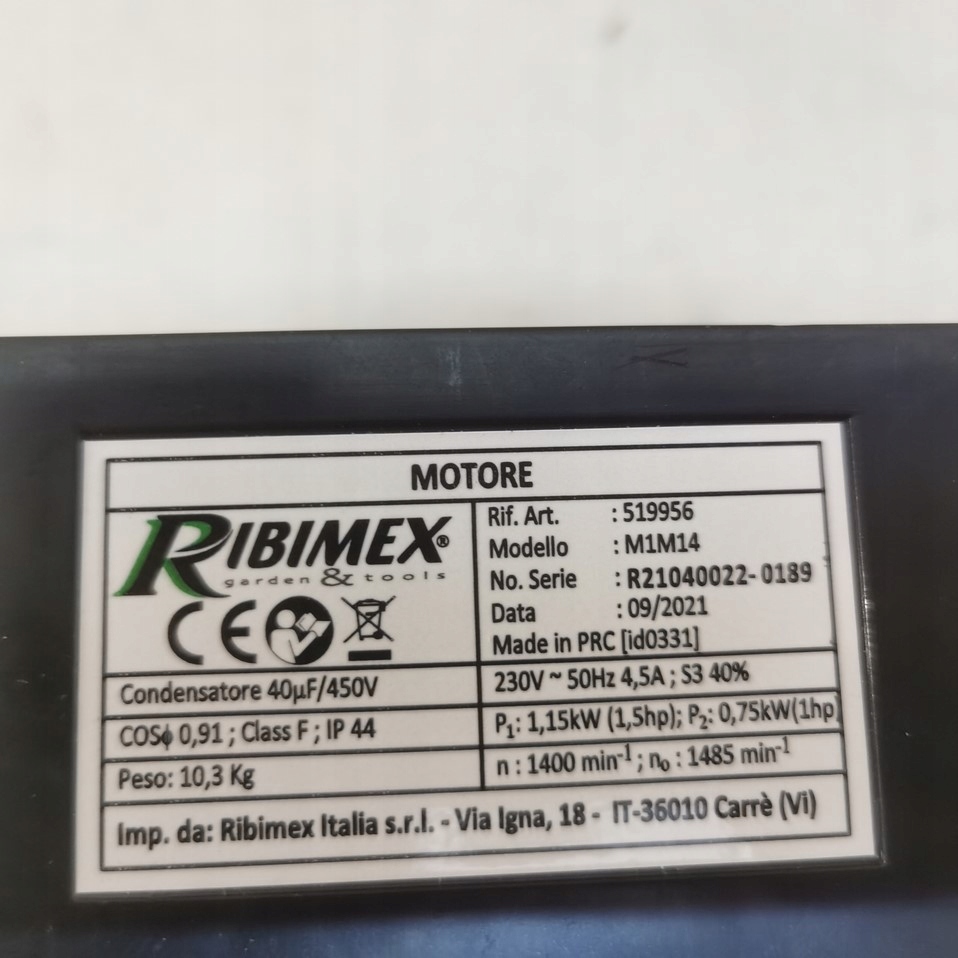 MOTORE
RIBIMEX®
garden & tools
CE
Rif. Art. : 519956
Modello : M1M14
No. Serie : R21040022-0189
Data : 09/2021
Made in PRC [id0331]
Condensatore 40µF/450V
230V ~ 50Hz 4,5A ; S3 40%
COSϕ 0,91 ; Class F ; IP 44
P₁: 1,15kW (1,5hp); P₂: 0,75kW(1hp)
Peso: 10,3 Kg
n : 1400 min⁻¹ ; n₀ : 1485 min⁻¹
Imp. da: Ribimex Italia s.r.l. - Via Igna, 18 - IT-36010 Carrè (Vi)